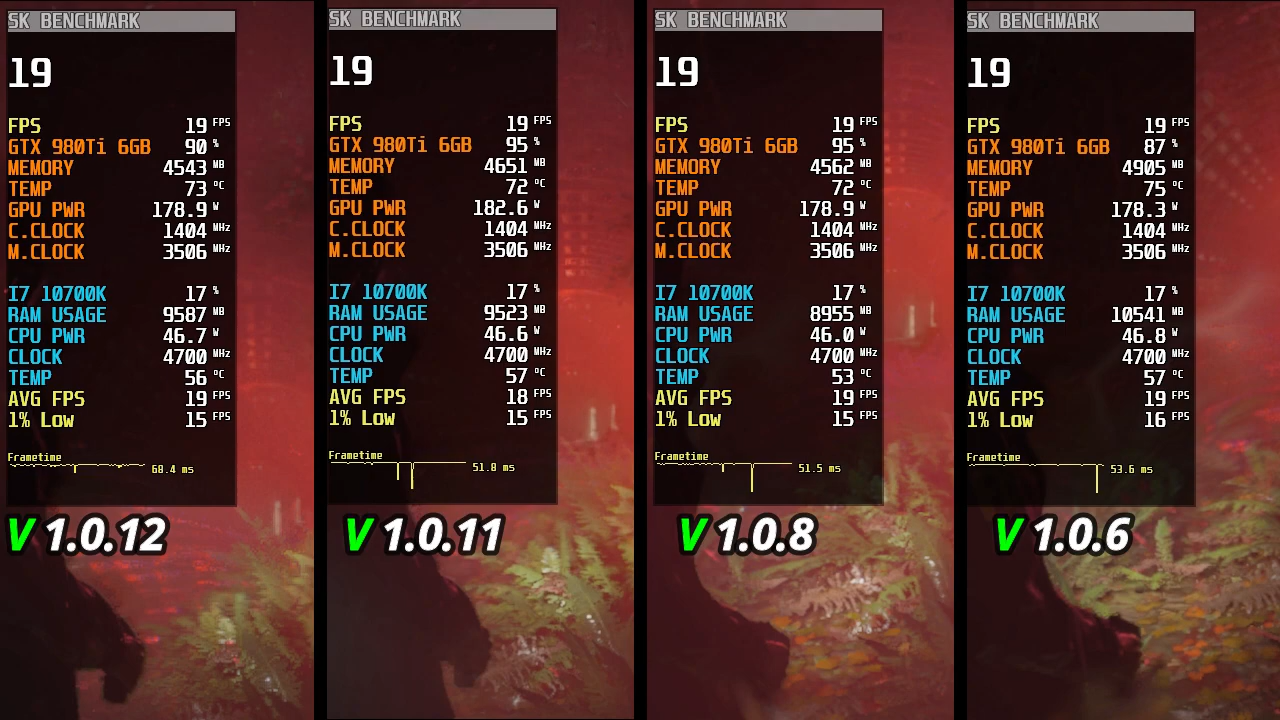 SK BENCHMARK
19
FPS 19 FPS
GTX 980Ti 6GB 90 %
MEMORY 4543 MB
TEMP 73 °C
GPU PWR 178.9 W
C.CLOCK 1404 MHz
M.CLOCK 3506 MHz
I7 10700K 17 %
RAM USAGE 9587 MB
CPU PWR 46.7 W
CLOCK 4700 MHz
TEMP 56 °C
AVG FPS 19 FPS
1% Low 15 FPS
Frametime
68.4 ms
V 1.0.12
SK BENCHMARK
19
FPS 19 FPS
GTX 980Ti 6GB 95 %
MEMORY 4651 MB
TEMP 72 °C
GPU PWR 182.6 W
C.CLOCK 1404 MHz
M.CLOCK 3506 MHz
I7 10700K 17 %
RAM USAGE 9523 MB
CPU PWR 46.6 W
CLOCK 4700 MHz
TEMP 57 °C
AVG FPS 18 FPS
1% Low 15 FPS
Frametime
51.8 ms
V 1.0.11
SK BENCHMARK
19
FPS 19 FPS
GTX 980Ti 6GB 95 %
MEMORY 4562 MB
TEMP 72 °C
GPU PWR 178.9 W
C.CLOCK 1404 MHz
M.CLOCK 3506 MHz
I7 10700K 17 %
RAM USAGE 8955 MB
CPU PWR 46.0 W
CLOCK 4700 MHz
TEMP 53 °C
AVG FPS 19 FPS
1% Low 15 FPS
Frametime
51.5 ms
V 1.0.8
SK BENCHMARK
19
FPS 19 FPS
GTX 980Ti 6GB 87 %
MEMORY 4905 MB
TEMP 75 °C
GPU PWR 178.3 W
C.CLOCK 1404 MHz
M.CLOCK 3506 MHz
I7 10700K 17 %
RAM USAGE 10541 MB
CPU PWR 46.8 W
CLOCK 4700 MHz
TEMP 57 °C
AVG FPS 19 FPS
1% Low 16 FPS
Frametime
53.6 ms
V 1.0.6